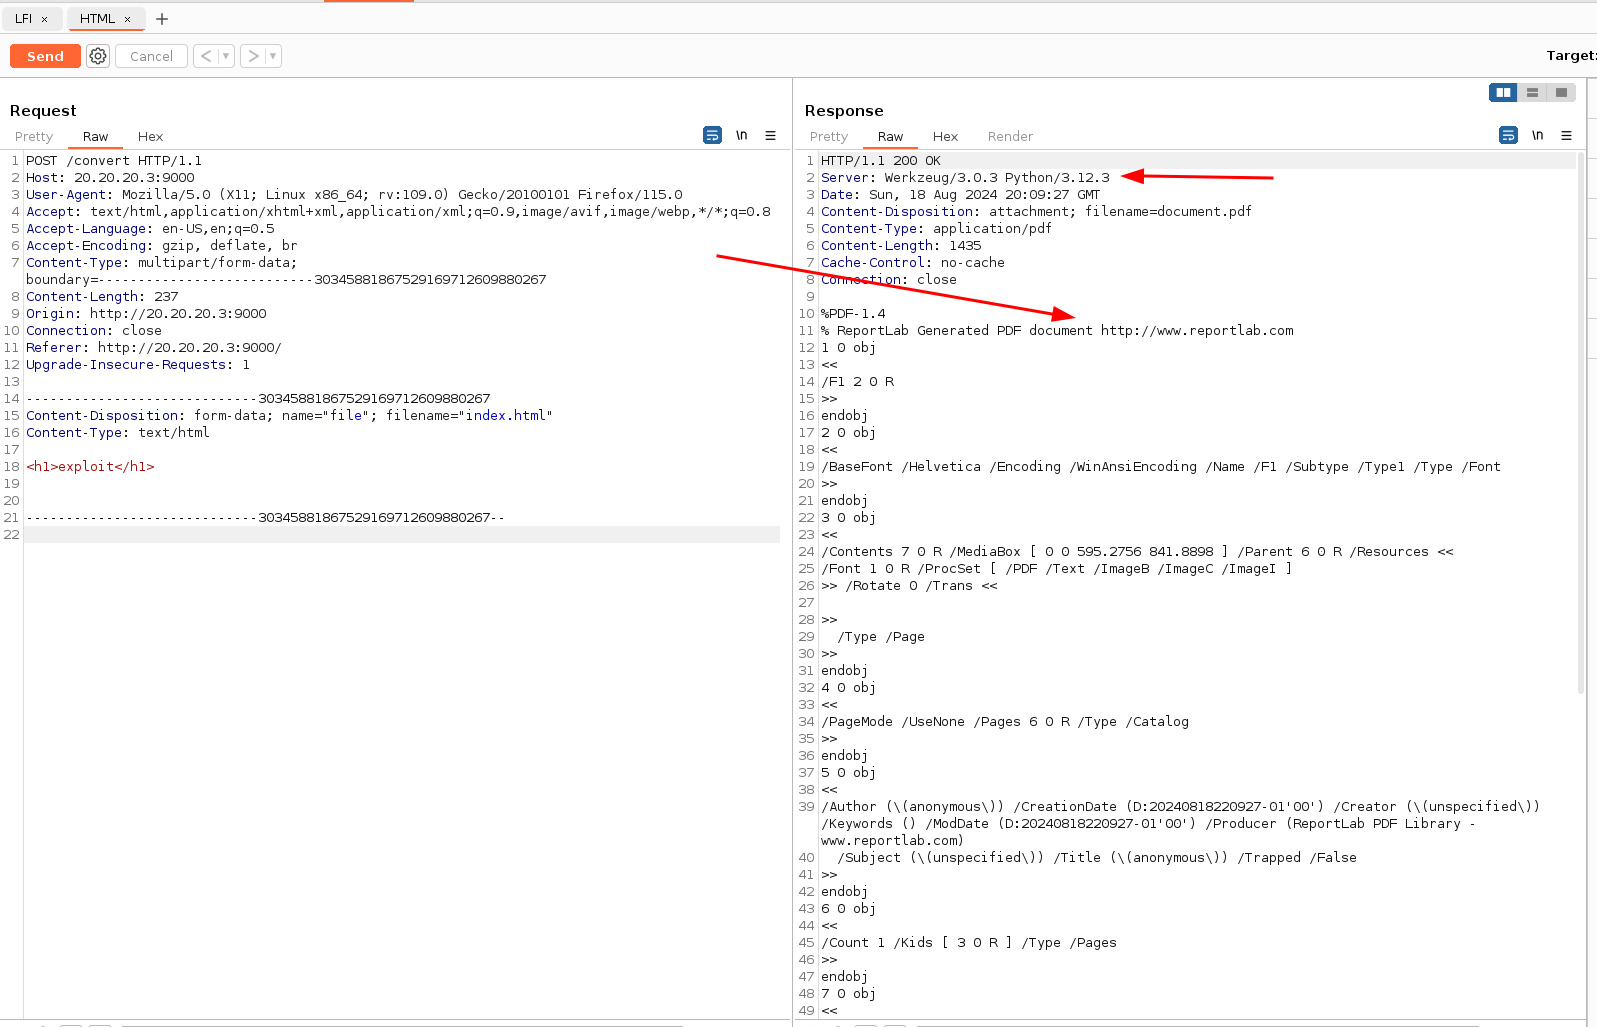 LFI ×
HTML ×
+
Send
Cancel
<
>
Target:
Request
Pretty
Raw
Hex
\n
1 POST /convert HTTP/1.1
2 Host: 20.20.20.3:9000
3 User-Agent: Mozilla/5.0 (X11; Linux x86_64; rv:109.0) Gecko/20100101 Firefox/115.0
4 Accept: text/html,application/xhtml+xml,application/xml;q=0.9,image/avif,image/webp,*/*;q=0.8
5 Accept-Language: en-US,en;q=0.5
6 Accept-Encoding: gzip, deflate, br
7 Content-Type: multipart/form-data;
boundary=---------------------------30345881867529169712609880267
8 Content-Length: 237
9 Origin: http://20.20.20.3:9000
10 Connection: close
11 Referer: http://20.20.20.3:9000/
12 Upgrade-Insecure-Requests: 1
13
14 -----------------------------30345881867529169712609880267
15 Content-Disposition: form-data; name="file"; filename="index.html"
16 Content-Type: text/html
17
18 <h1>exploit</h1>
19
20
21 -----------------------------30345881867529169712609880267--
22
Response
Pretty
Raw
Hex
Render
\n
1 HTTP/1.1 200 OK
2 Server: Werkzeug/3.0.3 Python/3.12.3
3 Date: Sun, 18 Aug 2024 20:09:27 GMT
4 Content-Disposition: attachment; filename=document.pdf
5 Content-Type: application/pdf
6 Content-Length: 1435
7 Cache-Control: no-cache
8 Connection: close
9
10 %PDF-1.4
11 % ReportLab Generated PDF document http://www.reportlab.com
12 1 0 obj
13 <<
14 /F1 2 0 R
15 >>
16 endobj
17 2 0 obj
18 <<
19 /BaseFont /Helvetica /Encoding /WinAnsiEncoding /Name /F1 /Subtype /Type1 /Type /Font
20 >>
21 endobj
22 3 0 obj
23 <<
24 /Contents 7 0 R /MediaBox [ 0 0 595.2756 841.8898 ] /Parent 6 0 R /Resources <<
25 /Font 1 0 R /ProcSet [ /PDF /Text /ImageB /ImageC /ImageI ]
26 >> /Rotate 0 /Trans <<
27
28 >>
29 /Type /Page
30 >>
31 endobj
32 4 0 obj
33 <<
34 /PageMode /UseNone /Pages 6 0 R /Type /Catalog
35 >>
36 endobj
37 5 0 obj
38 <<
39 /Author (\(anonymous\)) /CreationDate (D:20240818220927-01'00') /Creator (\(unspecified\))
/Keywords () /ModDate (D:20240818220927-01'00') /Producer (ReportLab PDF Library -
www.reportlab.com)
40 /Subject (\(unspecified\)) /Title (\(anonymous\)) /Trapped /False
41 >>
42 endobj
43 6 0 obj
44 <<
45 /Count 1 /Kids [ 3 0 R ] /Type /Pages
46 >>
47 endobj
48 7 0 obj
49 <<